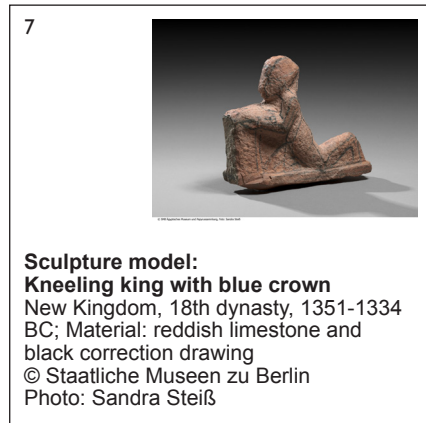 7
Sculpture model:
Kneeling king with blue crown
New Kingdom, 18th dynasty, 1351-1334
BC; Material: reddish limestone and
black correction drawing
© Staatliche Museen zu Berlin
Photo: Sandra Steiß